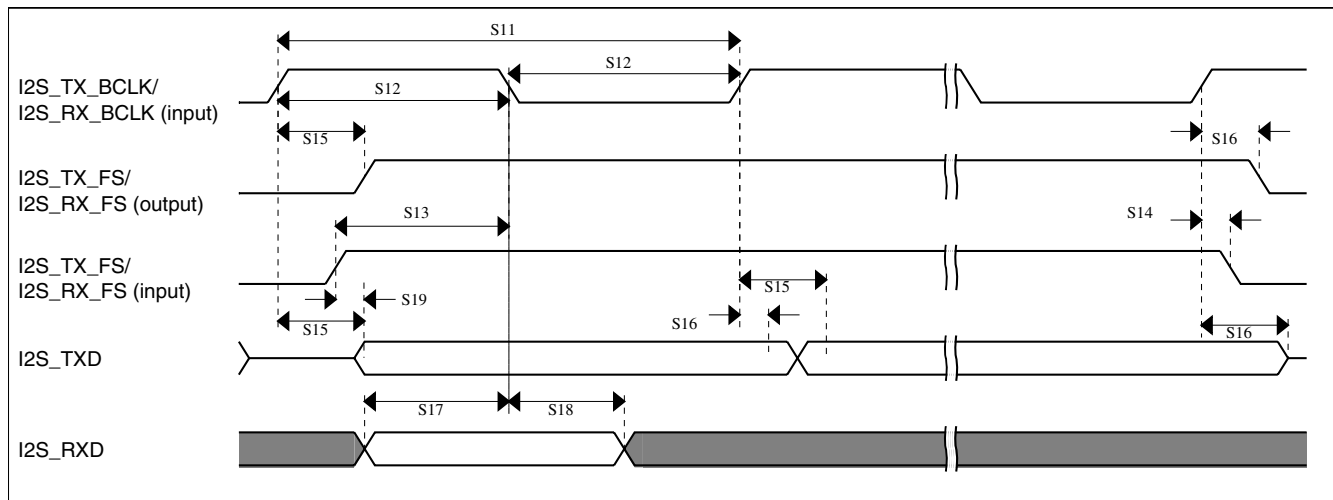 S11
I2S_TX_BCLK/
I2S_RX_BCLK (input)
S12
S12
S15
S16
I2S_TX_FS/
I2S_RX_FS (output)
S13
S14
I2S_TX_FS/
I2S_RX_FS (input)
S15
S19
S15
S16
S16
I2S_TXD
S17
S18
I2S_RXD